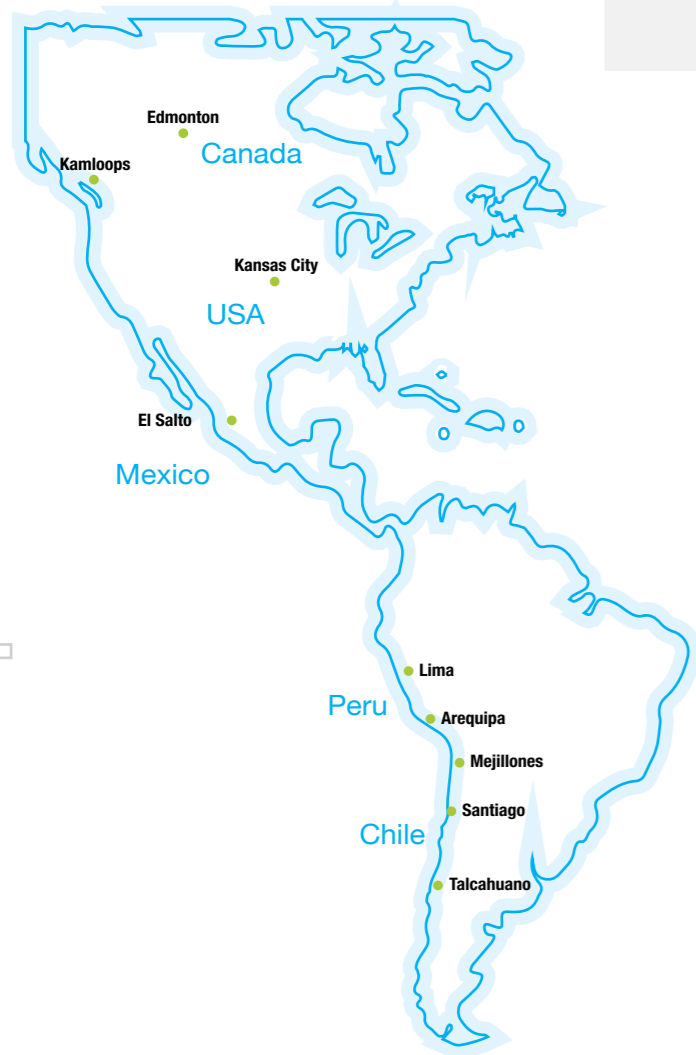 Edmonton
Canada
Kamloops
Kansas City
USA
El Salto
Mexico
Lima
Peru
Arequipa
Mejillones
Santiago
Chile
Talcahuano